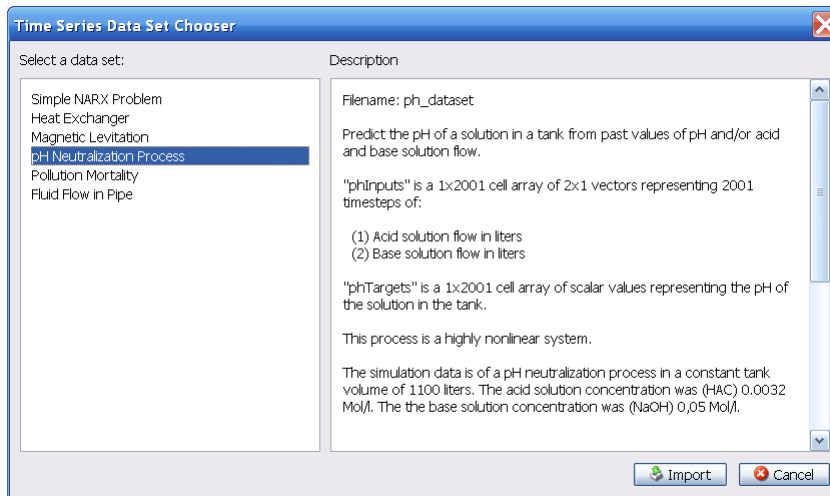 Time Series Data Set Chooser
Select a data set:
Simple NARX Problem
Heat Exchanger
Magnetic Levitation
pH Neutralization Process
Pollution Mortality
Fluid Flow in Pipe
Description
Filename: ph_dataset
Predict the pH of a solution in a tank from past values of pH and/or acid
and base solution flow.
"phInputs" is a 1x2001 cell array of 2x1 vectors representing 2001
timesteps of:
(1) Acid solution flow in liters
(2) Base solution flow in liters
"phTargets" is a 1x2001 cell array of scalar values representing the pH of
the solution in the tank.
This process is a highly nonlinear system.
The simulation data is of a pH neutralization process in a constant tank
volume of 1100 liters. The acid solution concentration was (HAC) 0.0032
Mol/l. The the base solution concentration was (NaOH) 0,05 Mol/l.
Import
Cancel